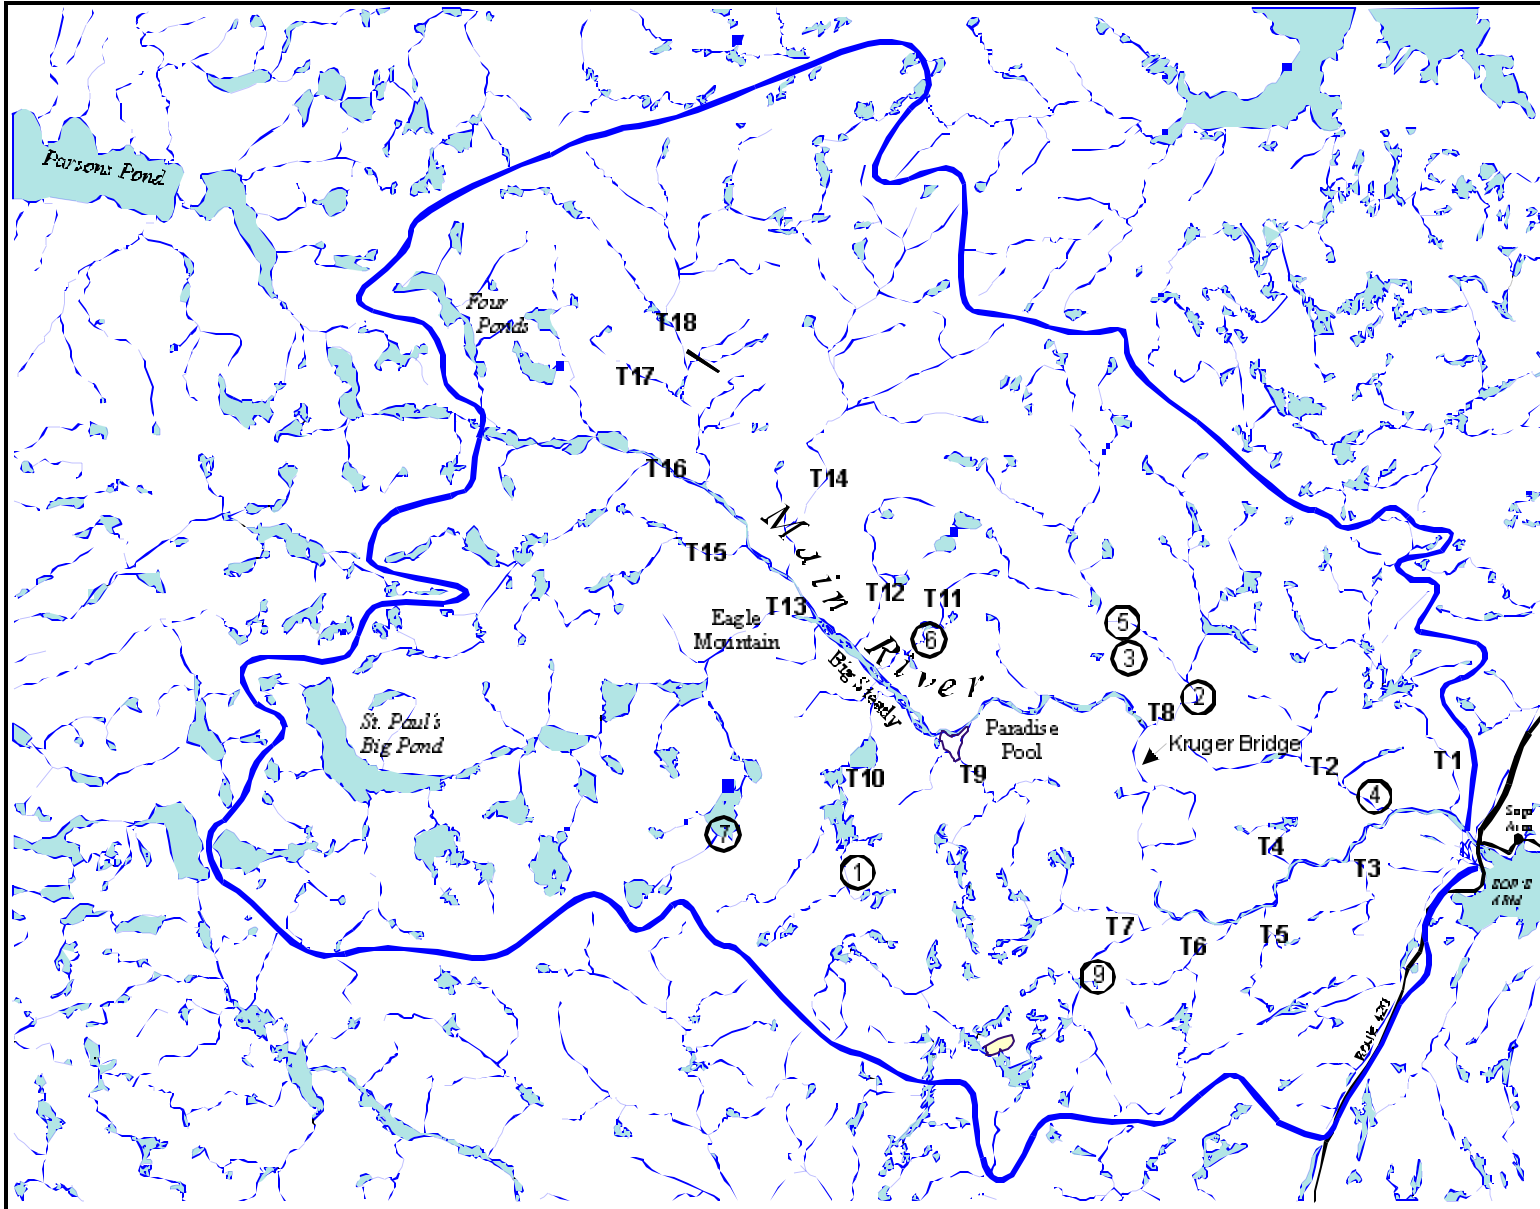 Parsons Pond
Four
Ponds
T18
T17
T16
T14
Main
River
T15
T12
T11
T13
Eagle
Mountain
5
6
3
Big Steady
2
T8
St. Paul's
Big Pond
Paradise
Pool
Kruger Bridge
T1
T10
T9
T2
4
7
T4
1
T3
T7
T5
T6
9